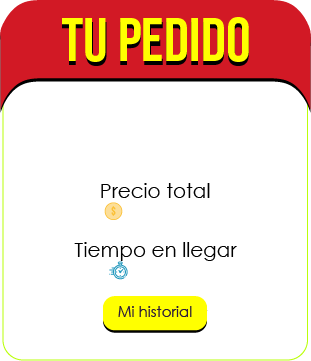 TU PEDIDO
Precio total
$
Tiempo en llegar
Mi historial